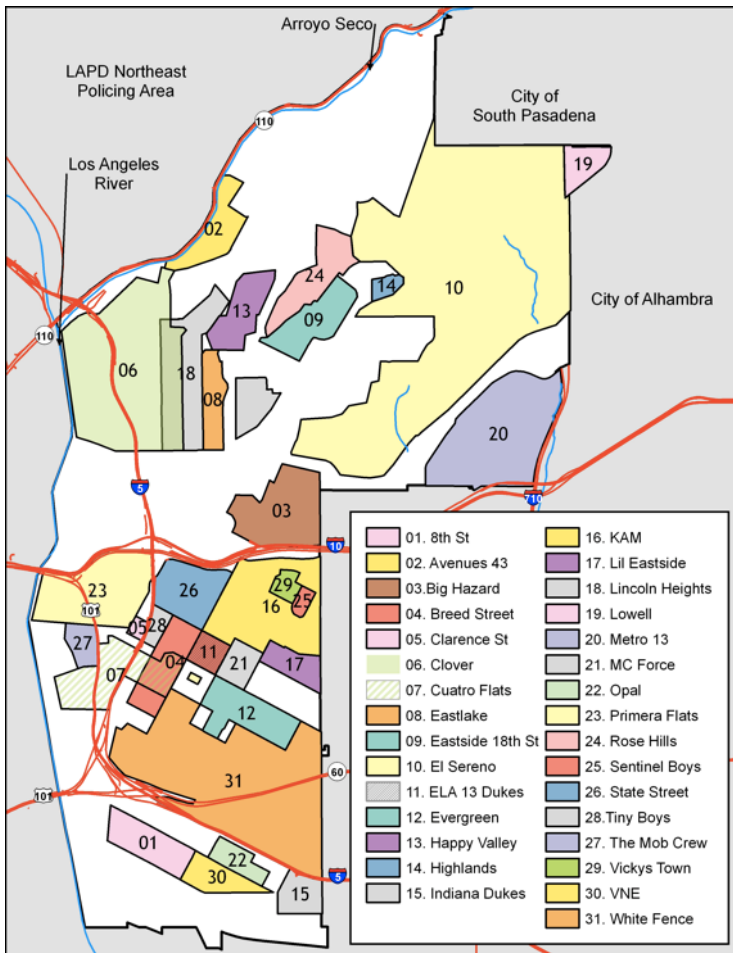 Arroyo Seco
LAPD Northeast
Policing Area
City of
South Pasadena
110
Los Angeles
River
19
02
24
10
14
13
09
City of Alhambra
110
06
18
08
20
5
03
710
10
23
26
29
25
16
101
05
28
27
11
04
21
17
07
12
31
60
101
01
22
30
15
5
01. 8th St
02. Avenues 43
03.Big Hazard
04. Breed Street
05. Clarence St
06. Clover
07. Cuatro Flats
08. Eastlake
09. Eastside 18th St
10. El Sereno
11. ELA 13 Dukes
12. Evergreen
13. Happy Valley
14. Highlands
15. Indiana Dukes
16. KAM
17. Lil Eastside
18. Lincoln Heights
19. Lowell
20. Metro 13
21. MC Force
22. Opal
23. Primera Flats
24. Rose Hills
25. Sentinel Boys
26. State Street
28.Tiny Boys
27. The Mob Crew
29. Vickys Town
30. VNE
31. White Fence